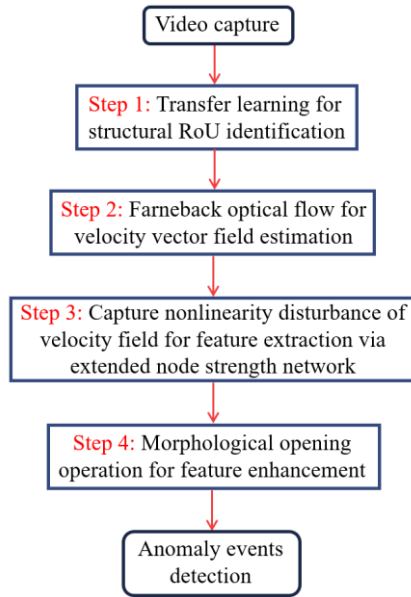 Video capture
Step 1: Transfer learning for
structural RoU identification
Step 2: Farneback optical flow for
velocity vector field estimation
Step 3: Capture nonlinearity disturbance of
velocity field for feature extraction via
extended node strength network
Step 4: Morphological opening
operation for feature enhancement
Anomaly events
detection